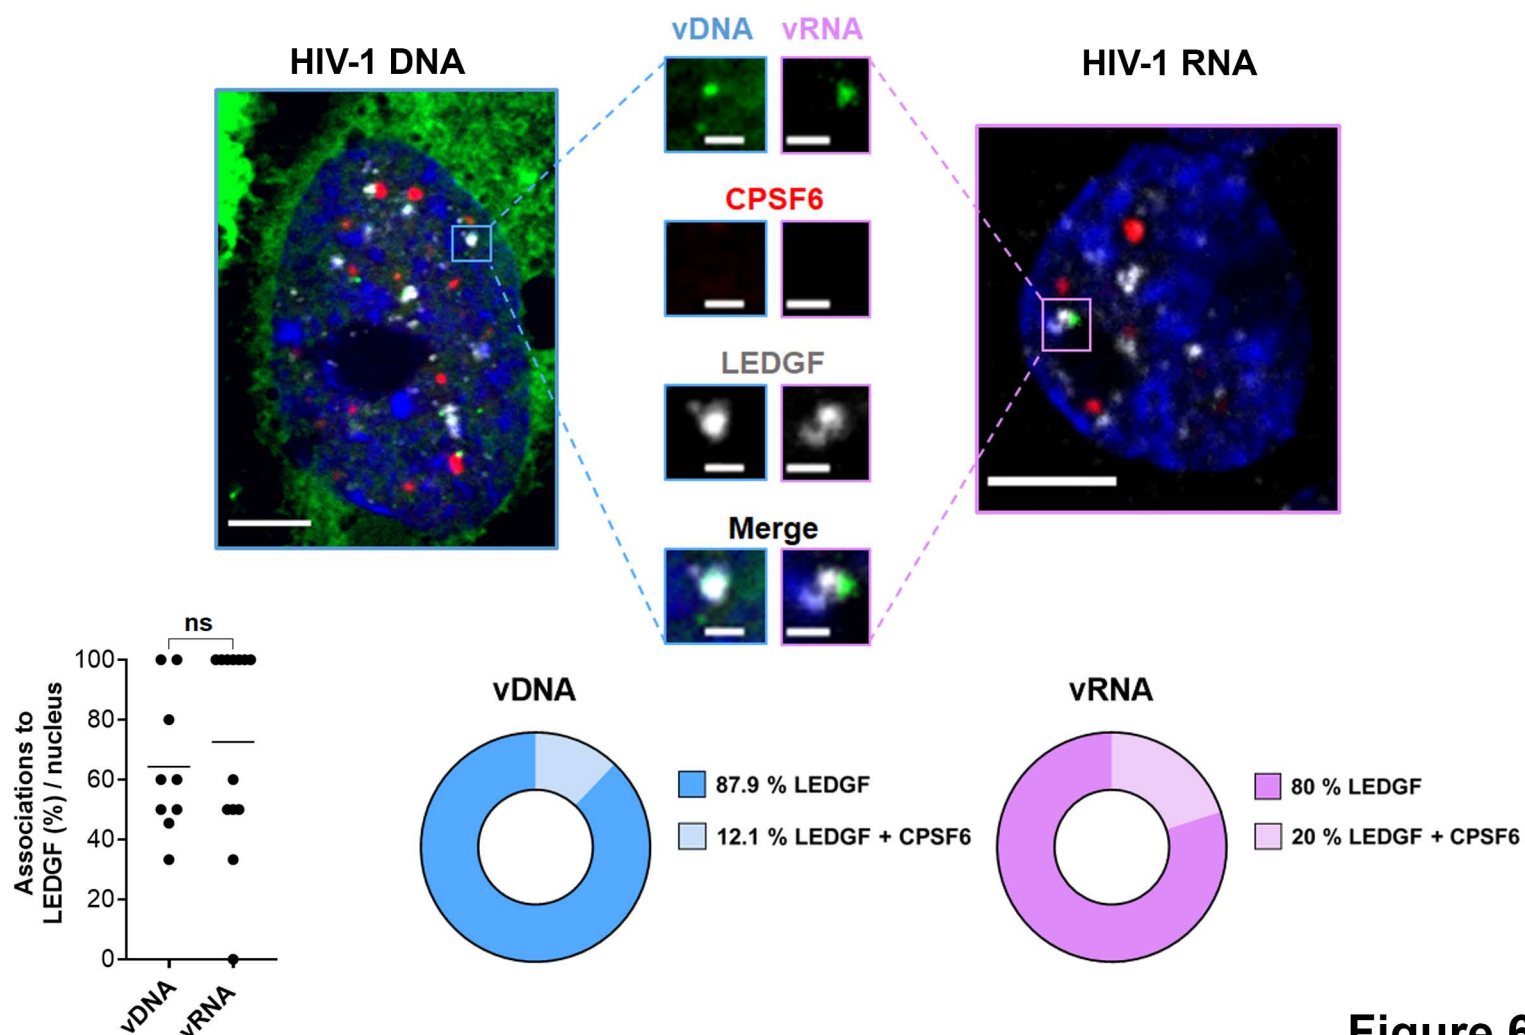 vDNA vRNA
HIV-1 DNA
HIV-1 RNA
CPSF6
LEDGF
Merge
ns
100
80
60
40
20
0
Associations to
LEDGF (%) / nucleus
vDNA
vRNA
vDNA
87.9 % LEDGF
12.1 % LEDGF + CPSF6
vRNA
80 % LEDGF
20 % LEDGF + CPSF6
Figure 6